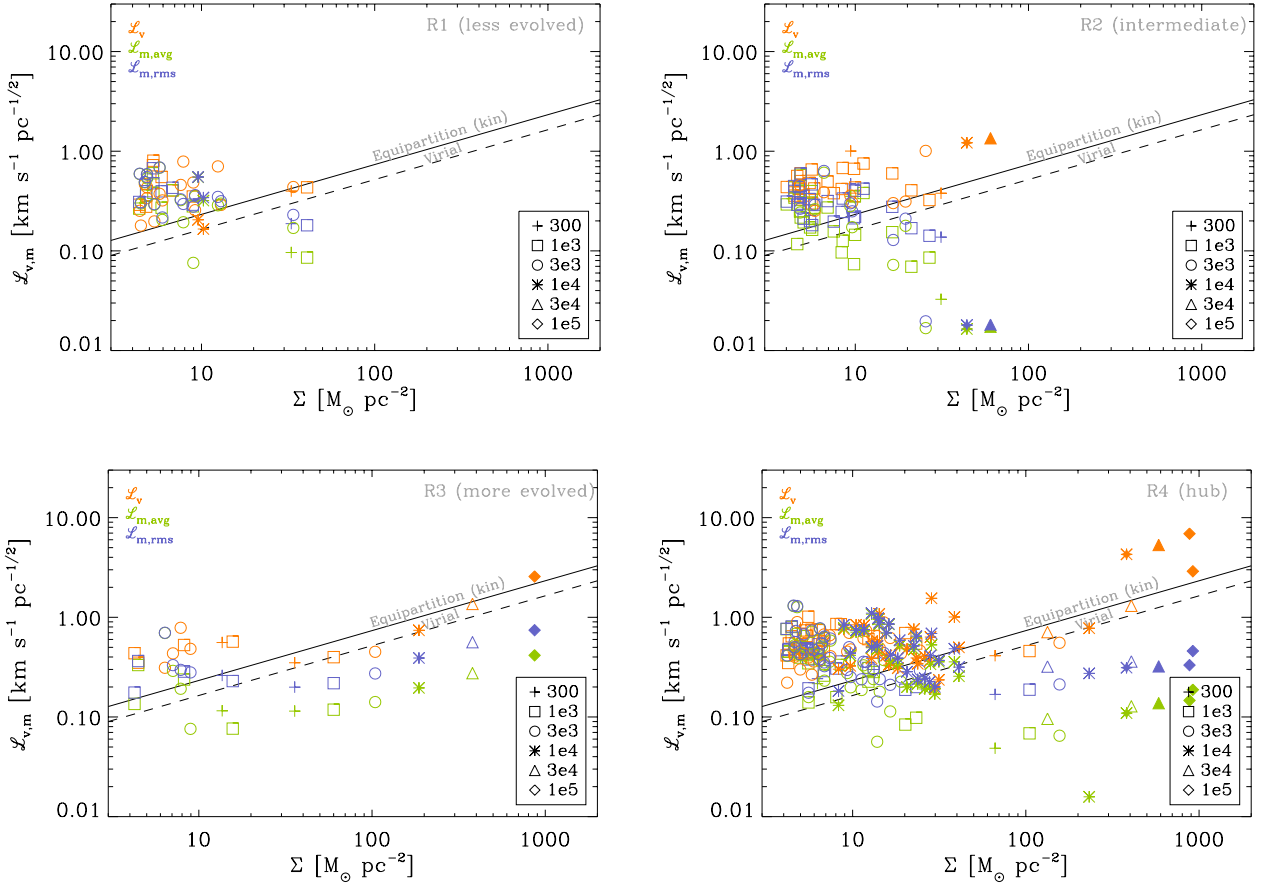 R1 (less evolved)
ℒv
ℒm,avg
ℒm,rms
10.00
1.00
0.10
0.01
ℒv,m [km s−1 pc−1/2]
Equipartition (kin)
Virial
300
1e3
3e3
1e4
3e4
1e5
10 100 1000
Σ [M⊙ pc−2]
R2 (intermediate)
ℒv
ℒm,avg
ℒm,rms
10.00
1.00
0.10
0.01
ℒv,m [km s−1 pc−1/2]
Equipartition (kin)
Virial
300
1e3
3e3
1e4
3e4
1e5
10 100 1000
Σ [M⊙ pc−2]
R3 (more evolved)
ℒv
ℒm,avg
ℒm,rms
10.00
1.00
0.10
0.01
ℒv,m [km s−1 pc−1/2]
Equipartition (kin)
Virial
300
1e3
3e3
1e4
3e4
1e5
10 100 1000
Σ [M⊙ pc−2]
R4 (hub)
ℒv
ℒm,avg
ℒm,rms
10.00
1.00
0.10
0.01
ℒv,m [km s−1 pc−1/2]
Equipartition (kin)
Virial
300
1e3
3e3
1e4
3e4
1e5
10 100 1000
Σ [M⊙ pc−2]